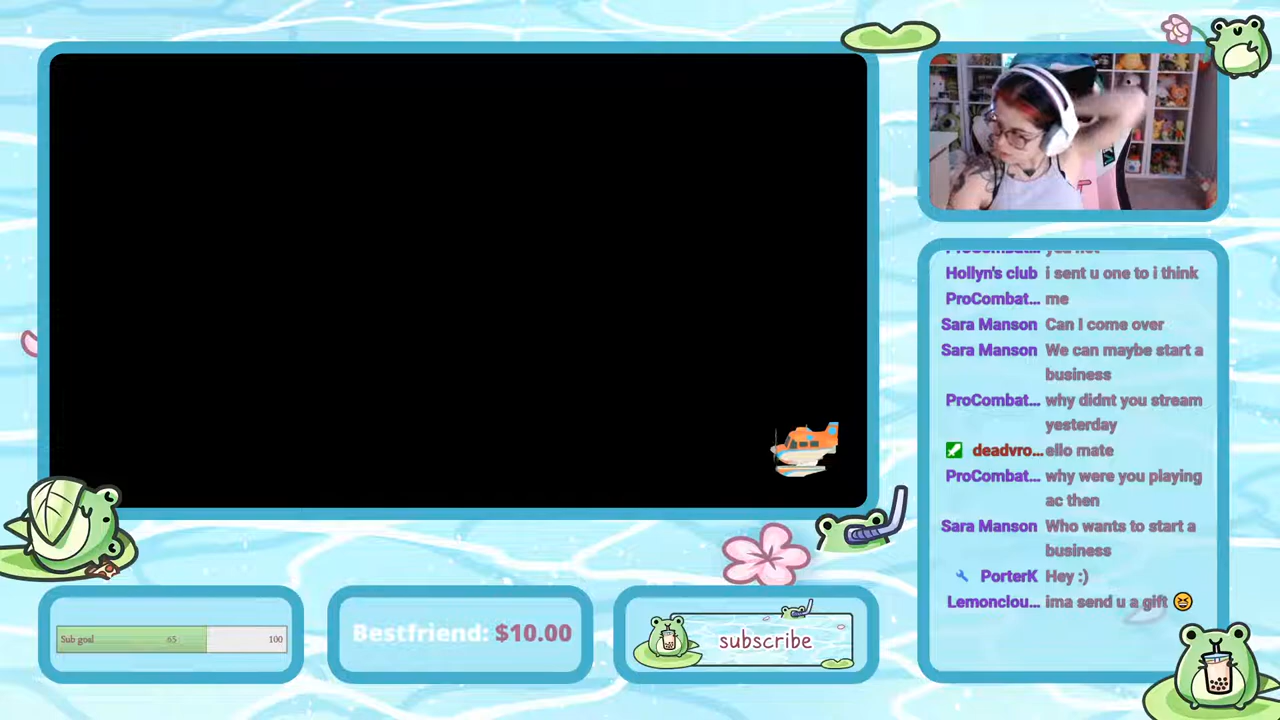 Hollyn's club i sent u one to i think
ProCombat... me
Sara Manson Can I come over
Sara Manson We can maybe start a
business
ProCombat... why didnt you stream
yesterday
deadvro... ello mate
ProCombat... why were you playing
ac then
Sara Manson Who wants to start a
business
PorterK Hey :)
Lemonclou... ima send u a gift 😆
Sub goal 65 100
Bestfriend: $10.00
subscribe